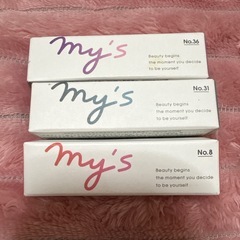 No.36
my's
Beauty begins
the moment you decide
to be yourself
No.31
my's
Beauty begins
the moment you decide
to be yourself
No.8
my's
Beauty begins
the moment you decide
to be yourself